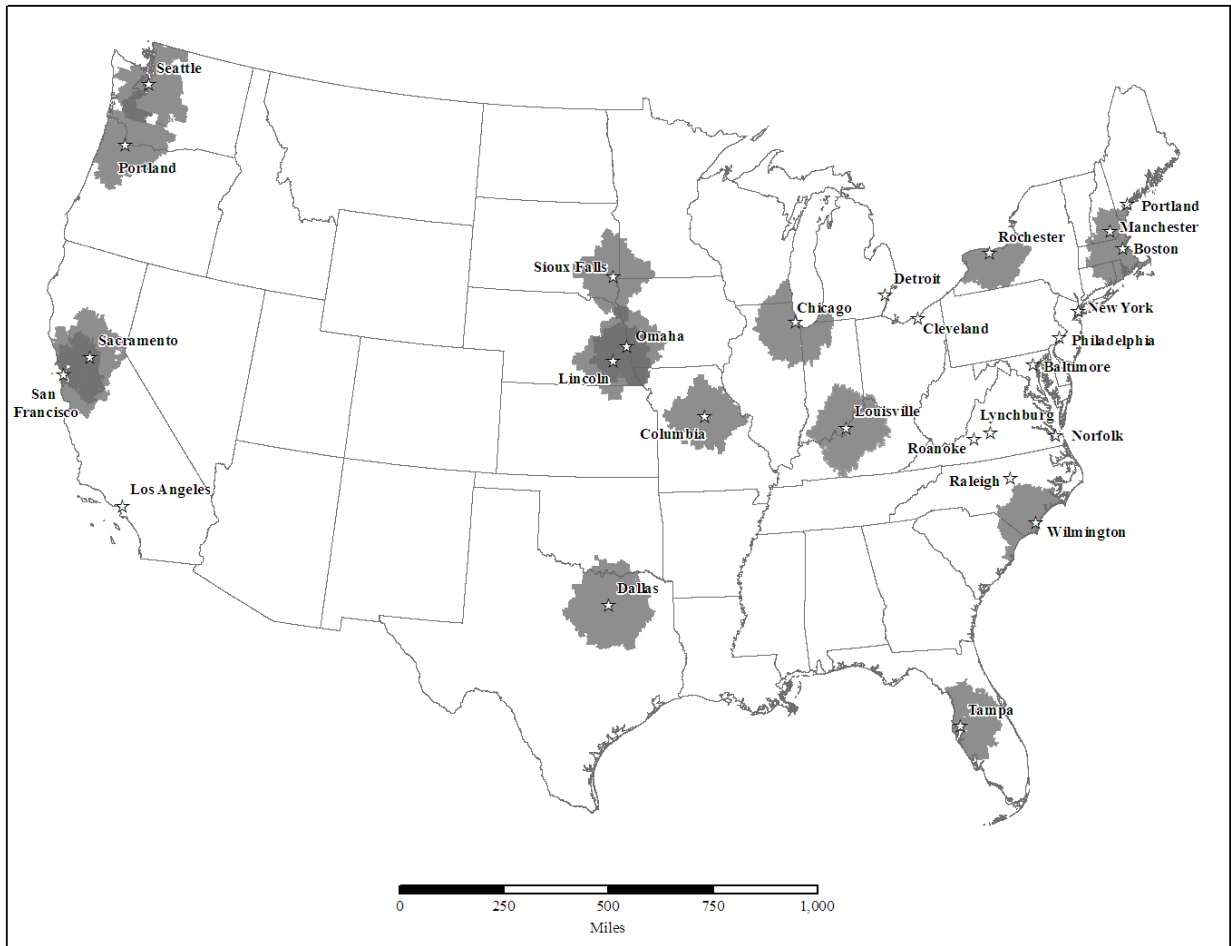 Seattle
Portland
Portland
Manchester
Rochester
Boston
Sioux Falls
Detroit
Chicago
New York
Cleveland
Sacramento
Omaha
Philadelphia
Baltimore
San
Francisco
Lincoln
Louisville
Lynchburg
Columbia
Norfolk
Roanoke
Raleigh
Los Angeles
Wilmington
Dallas
Tampa
0 250 500 750 1,000
Miles